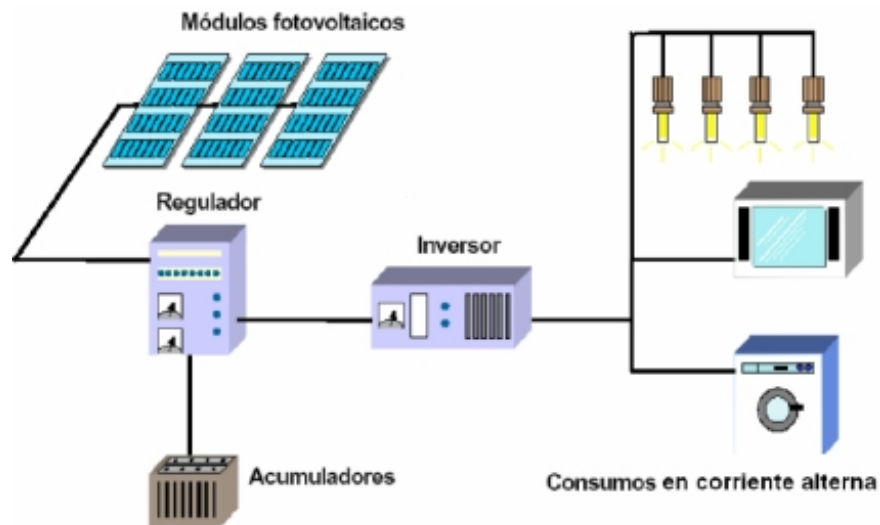 Módulos fotovoltaicos
Regulador
Inversor
Acumuladores
Consumos en corriente alterna